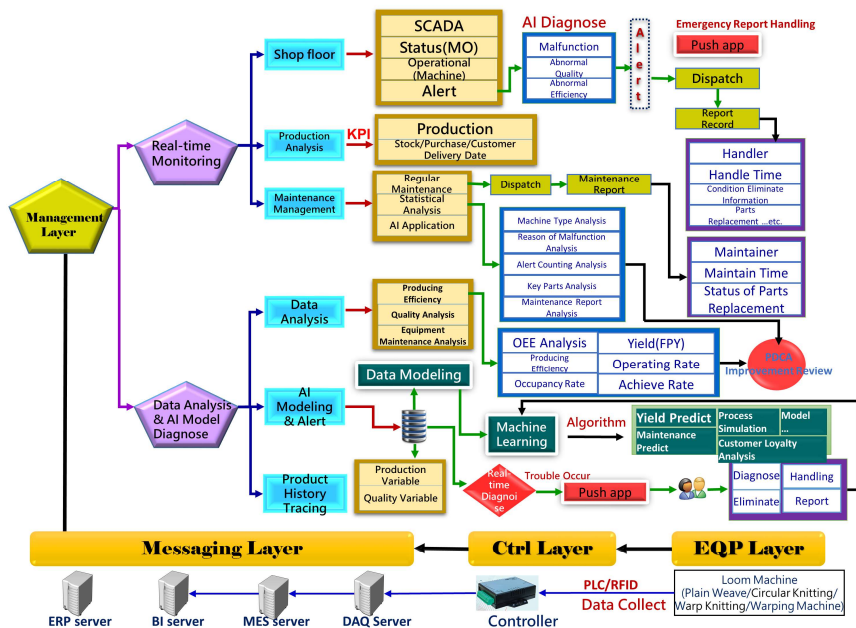 SCADA
Status(MO)
Operational
(Machine)
Alert
AI Diagnose
Malfunction
Abnormal
Quality
Abnormal
Efficiency
Alert
Emergency Report Handling
Push app
Dispatch
Report
Record
Shop floor
Real-time
Monitoring
Production
Analysis
KPI
Production
Stock/Purchase/Customer
Delivery Date
Handler
Handle Time
Condition Eliminate
Information
Parts
Replacement ...etc.
Maintenance
Management
Regular
Maintenance
Statistical
Analysis
AI Application
Dispatch
Maintenance
Report
Management
Layer
Machine Type Analysis
Reason of Malfunction
Analysis
Alert Counting Analysis
Key Parts Analysis
Maintenance Report Analysis
Maintainer
Maintain Time
Status of Parts
Replacement
Data
Analysis
Producing
Efficiency
Quality Analysis
Equipment
Maintenance Analysis
OEE Analysis
Yield(FPY)
Producing
Efficiency
Operating Rate
Occupancy Rate
Achieve Rate
PDCA
Improvement Review
Data Modeling
Data Analysis
& AI Model
Diagnose
AI
Modeling
& Alert
Machine
Learning
Algorithm
Yield Predict
Process
Simulation
Model
...
Maintenance
Predict
Customer Loyalty
Analysis
Product
History
Tracing
Production
Variable
Quality Variable
Real-
time
Diagnoi
se
Trouble Occur
Push app
Diagnose
Handling
Eliminate
Report
Messaging Layer
Ctrl Layer
EQP Layer
ERP server
BI server
MES server
DAQ Server
Controller
PLC/RFID
Data Collect
Loom Machine
(Plain Weave/Circular Knitting/
Warp Knitting/Warping Machine)